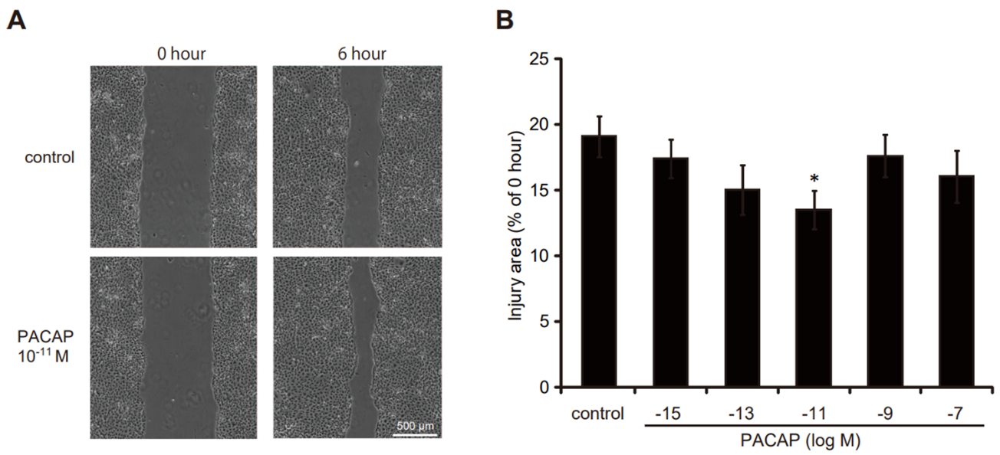 A
0 hour
6 hour
control
PACAP
10-11 M
500 µm
B
Injury area (% of 0 hour)
25
20
15
10
5
0
*
control
-15
-13
-11
-9
-7
PACAP (log M)